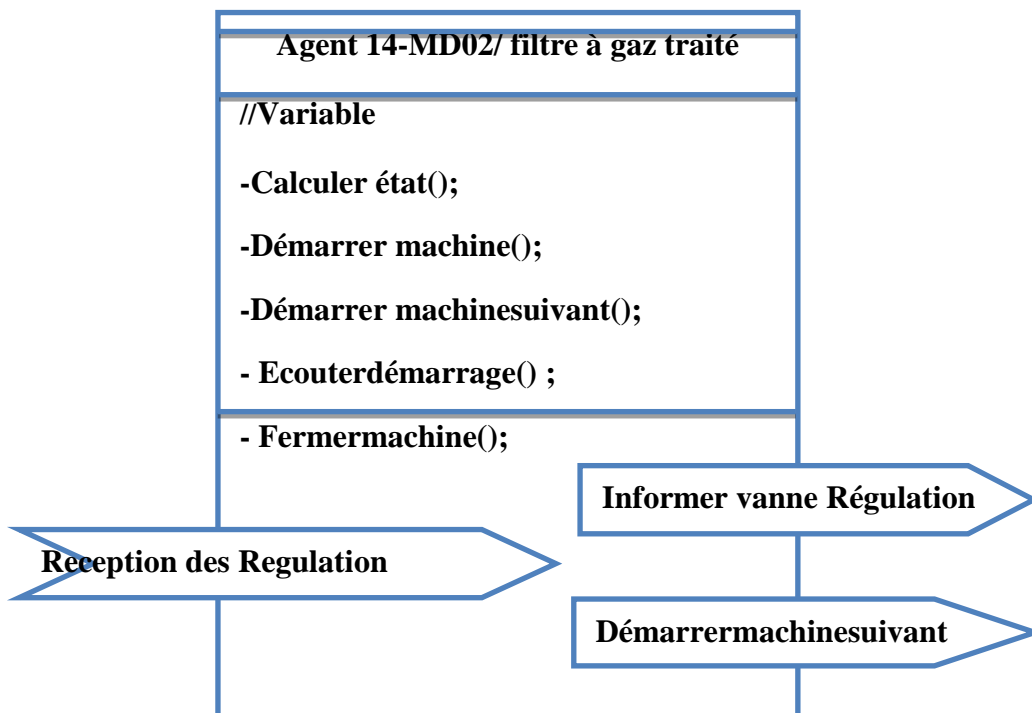 Agent 14-MD02/ filtre à gaz traité
//Variable
-Calculer état();
-Démarrer machine();
-Démarrer machinesuivant();
- Ecouterdémarrage() ;
- Fermermachine();
Informer vanne Régulation
Reception des Regulation
Démarrermachinesuivant